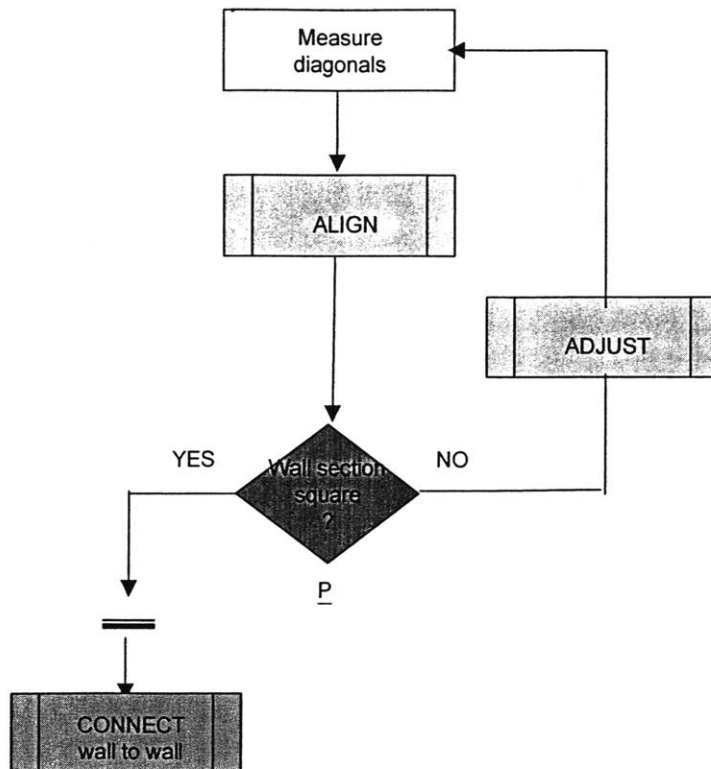 Measure
diagonals
ALIGN
ADJUST
YES
NO
Wall section
square
?
P
CONNECT
wall to wall